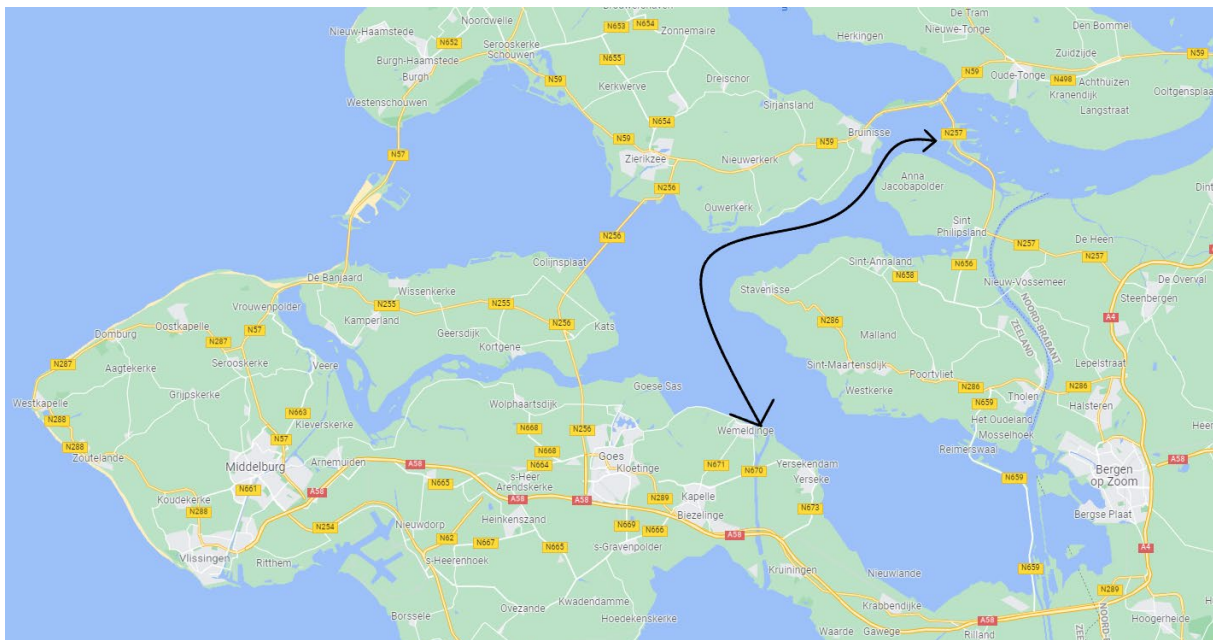 Noordwelle
Brouwershaven
N653
N654
Zonnemaire
De Tram
Nieuwe-Tonge
Den Bommel
Nieuw-Haamstede
N652
Serooskerke
Schouwen
Herkingen
Burgh-Haamstede
Burgh
N655
Zuidzijde
N59
N59
N59
Oude-Tonge
N498
Achthuizen
Kranendijk
Ooltgensplaat
Kerkwerve
Dreischor
Westenschouwen
Sirjansland
Langstraat
N654
Bruinisse
N257
N57
N59
N59
Zierikzee
Nieuwerkerk
N256
Anna
Jacobapolder
Ouwerkerk
Sint
Philipsland
N256
De Heen
N257
N257
Colijnsplaat
Sint-Annaland
N656
N658
De Banjaard
Wissenkerke
Nieuw-Vossemeer
De Overval
Stavenisse
Steenbergen
Vrouwenpolder
N255
N255
Kamperland
A4
N286
NOORD-BRABANT
ZEELAND
Oostkapelle
N57
N256
Kats
Domburg
N287
Geersdijk
Malland
Kortgene
N287
Serooskerke
Veere
Sint-Maartensdijk
Lepelstraat
Aagtekerke
Poortvliet
Goese Sas
N286
N286
Westkerke
Grijpskerke
Tholen
Westkapelle
N288
N663
Wolphaartsdijk
N659
Halsteren
Kleverskerke
Het Oudeland
N668
N256
Wemeldinge
Mosselhoek
N57
N288
Zoutelande
Goes
Reimerswaal
Arnemuiden
A58
N668
N664
Kloetinge
N671
N670
Yersekendam
Yerseke
Middelburg
Bergen
op Zoom
N665
s-Heer
Arendskerke
N659
N661
A58
Koudekerke
A58
A58
N289
Kapelle
N288
Heinkenszand
Biezelinge
N673
Bergse Plaat
N254
Nieuwdorp
N669
N666
A58
N62
N667
N665
s-Gravenpolder
A4
Vlissingen
Ritthem
s-Heerenhoek
Kruiningen
Nieuwlande
N659
N289
Kwadendamme
Krabbendijke
Borssele
Ovezande
Hoedekenskerke
Hoogerheide
A58
Waarde
Gawege
Rilland